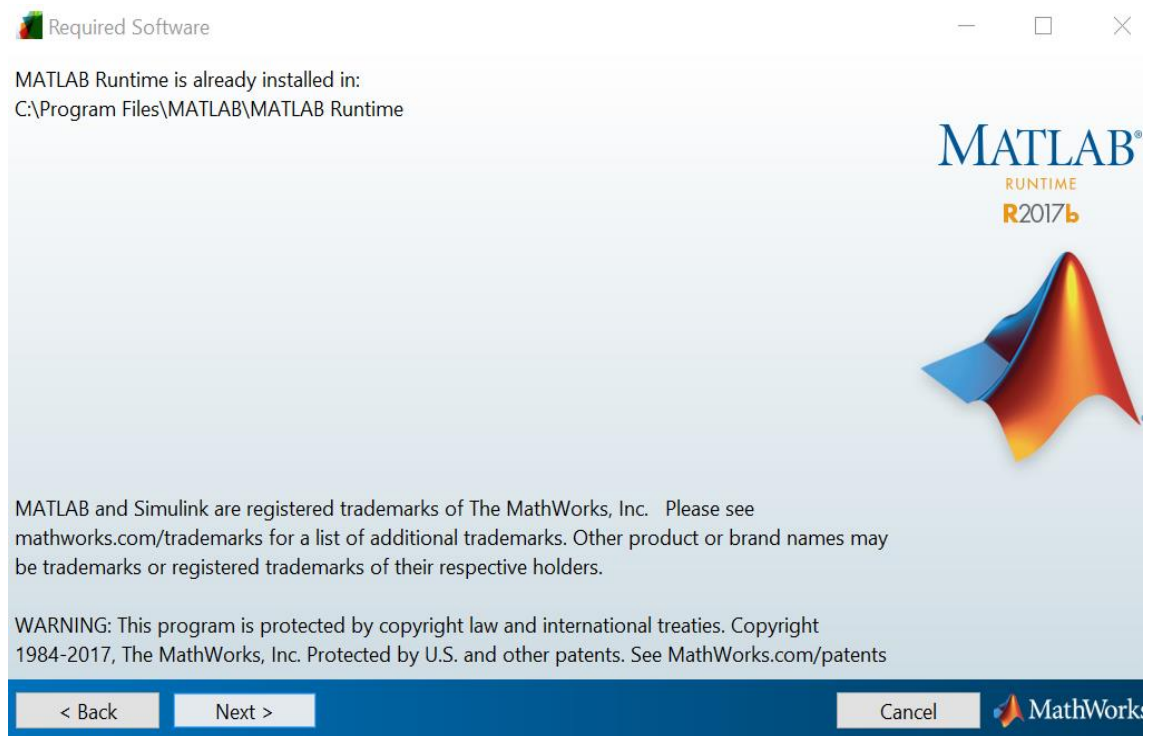 Required Software
MATLAB Runtime is already installed in:
C:\Program Files\MATLAB\MATLAB Runtime
MATLAB®
RUNTIME
R2017b
MATLAB and Simulink are registered trademarks of The MathWorks, Inc.   Please see
mathworks.com/trademarks for a list of additional trademarks. Other product or brand names may
be trademarks or registered trademarks of their respective holders.
WARNING: This program is protected by copyright law and international treaties. Copyright
1984-2017, The MathWorks, Inc. Protected by U.S. and other patents. See MathWorks.com/patents
< Back
Next >
Cancel
MathWorks